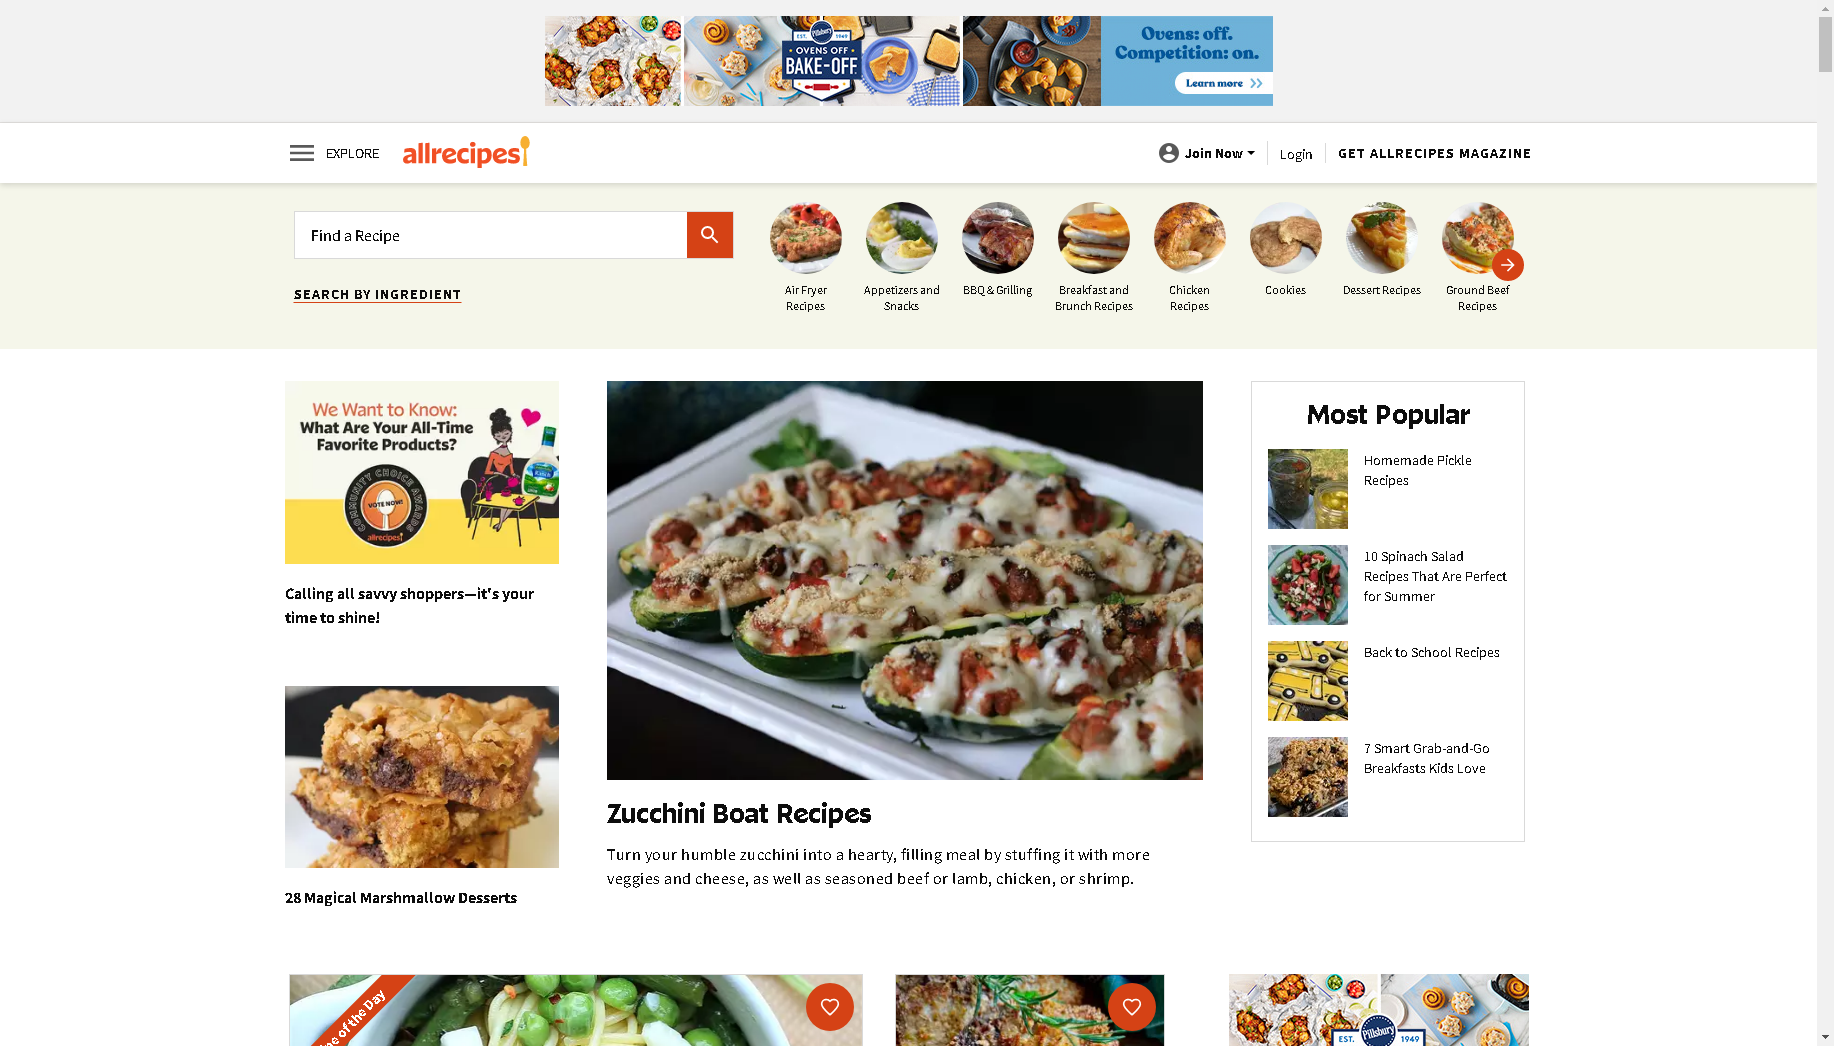 EST. 1949
Pillsbury
OVENS OFF
BAKE-OFF
Ovens: off.
Competition: on.
Learn more
EXPLORE
allrecipes
Join Now
Login
GET ALLRECIPES MAGAZINE
Find a Recipe
SEARCH BY INGREDIENT
Air Fryer
Recipes
Appetizers and
Snacks
BBQ & Grilling
Breakfast and
Brunch Recipes
Chicken
Recipes
Cookies
Dessert Recipes
Ground Beef
Recipes
We Want to Know:
What Are Your All-Time
Favorite Products?
COMMUNITY CHOICE AWARDS
VOTE NOW!
allrecipes
Calling all savvy shoppers—it's your
time to shine!
28 Magical Marshmallow Desserts
Zucchini Boat Recipes
Turn your humble zucchini into a hearty, filling meal by stuffing it with more
veggies and cheese, as well as seasoned beef or lamb, chicken, or shrimp.
Most Popular
Homemade Pickle
Recipes
10 Spinach Salad
Recipes That Are Perfect
for Summer
Back to School Recipes
7 Smart Grab-and-Go
Breakfasts Kids Love
of the Day
Pillsbury
EST. 1949